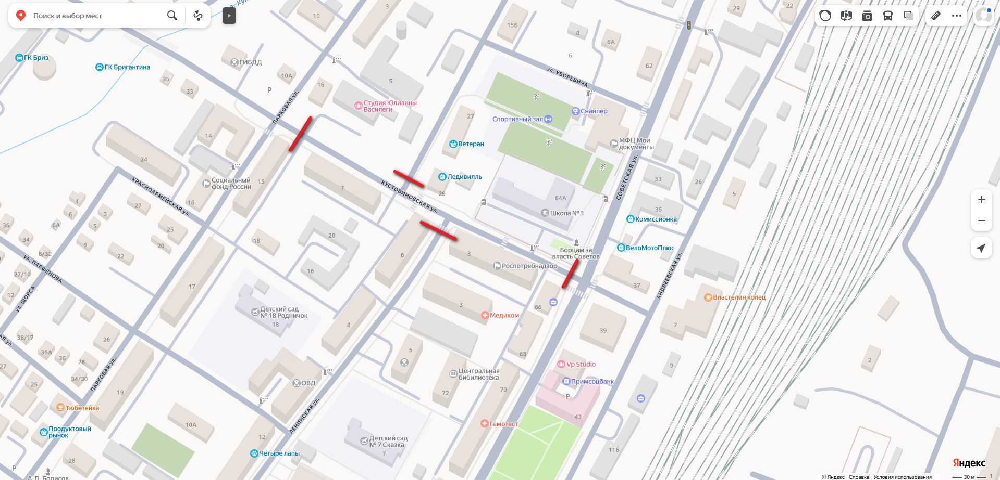 Поиск и выбор мест
3
10
15Б
8
6А
6
62
29
22
ул. УБОРЕВИЧА
ГК Бриз
ГК Бригантина
ГИБДД
35
33
10А
16
5
Р
ПАРКОВАЯ УЛ.
Студия Юлианны
Василеги
27
Спортивный зал
Снайпер
Ветеран
МФЦ Мои
документы
14
24
Ледивилль
29
СОВЕТСКАЯ УЛ.
33
26
5
КРАСНОАРМЕЙСКАЯ УЛ.
Социальный
фонд России
15
7
КУСТОВИНОВСКАЯ УЛ.
64А
Школа № 1
35
Комиссионка
4
6
3
27
16
36
6А
5
25
34
9
20
18
20
8/32
22
ул. ПАРФЁНОВА
16
6
3
Роспотребнадзор
Борцам за
власть Советов
ВелоМотоПлюс
АНДРЕЕВСКАЯ УЛ.
37
27/10
12
ул. ЩОРСА
17
Детский сад
№ 18 Родничок
18
3
Медиком
66
Властелин колец
8
39
7
38/17
26
36А
36
28
34/30
27
25
ПАРКОВАЯ УЛ.
19
ОВД
5
68
Центральная
бибилиотека
72
70
Vp Studio
Примсоцбанк
Р
43
9
2
Тюбетейка
Продуктовый
рынок
10А
12
ЛЕНИНСКАЯ УЛ.
Гемотест
Детский сад
№ 7 Сказка
7
Четыре лапы
28
Р
А.Д. Борисов
11Б
Яндекс
© Яндекс Справка Условия использования
30 м
1